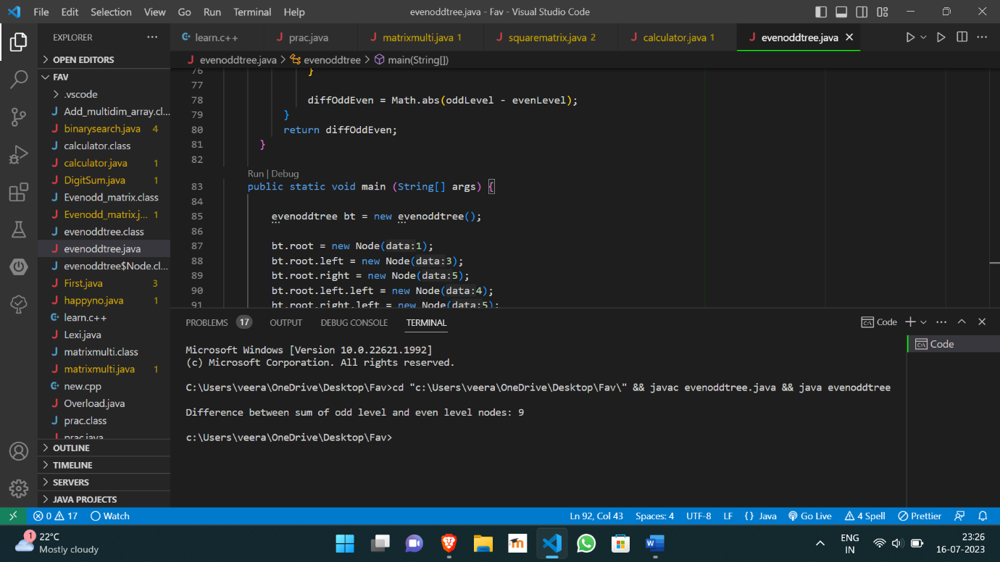 File Edit Selection View Go Run Terminal Help
evenoddtree.java - Fav - Visual Studio Code
EXPLORER
learn.c++
prac.java
matrixmulti.java 1
squarematrix.java 2
calculator.java 1
evenoddtree.java
OPEN EDITORS
FAV
.vscode
Add_multidim_array.cl...
binarysearch.java 4
calculator.class
calculator.java 1
DigitSum.java 1
Evenodd_matrix.class
Evenodd_matrix.j... 1
evenoddtree.class
evenoddtree.java
evenoddtree$Node.cl...
First.java 3
happyno.java 1
learn.c++
Lexi.java
matrixmulti.class
matrixmulti.java 1
new.cpp
Overload.java
prac.class
prac.java
OUTLINE
TIMELINE
SERVERS
JAVA PROJECTS
evenoddtree.java > evenoddtree > main(String[])
76 }
77
78 diffOddEven = Math.abs(oddLevel - evenLevel);
79 }
80 return diffOddEven;
81 }
82
Run | Debug
83 public static void main (String[] args) {
84
85 evenoddtree bt = new evenoddtree();
86
87 bt.root = new Node(data:1);
88 bt.root.left = new Node(data:3);
89 bt.root.right = new Node(data:5);
90 bt.root.left.left = new Node(data:4);
91 bt.root.right.left = new Node(data:5);
PROBLEMS 17 OUTPUT DEBUG CONSOLE TERMINAL
Code
Code
Microsoft Windows [Version 10.0.22621.1992]
(c) Microsoft Corporation. All rights reserved.
C:\Users\veera\OneDrive\Desktop\Fav>cd "c:\Users\veera\OneDrive\Desktop\Fav\" && javac evenoddtree.java && java evenoddtree
Difference between sum of odd level and even level nodes: 9
c:\Users\veera\OneDrive\Desktop\Fav>
0 17 Watch
Ln 92, Col 43 Spaces: 4 UTF-8 LF {} Java Go Live 4 Spell Prettier
1
22°C
Mostly cloudy
ENG
IN
23:26
16-07-2023